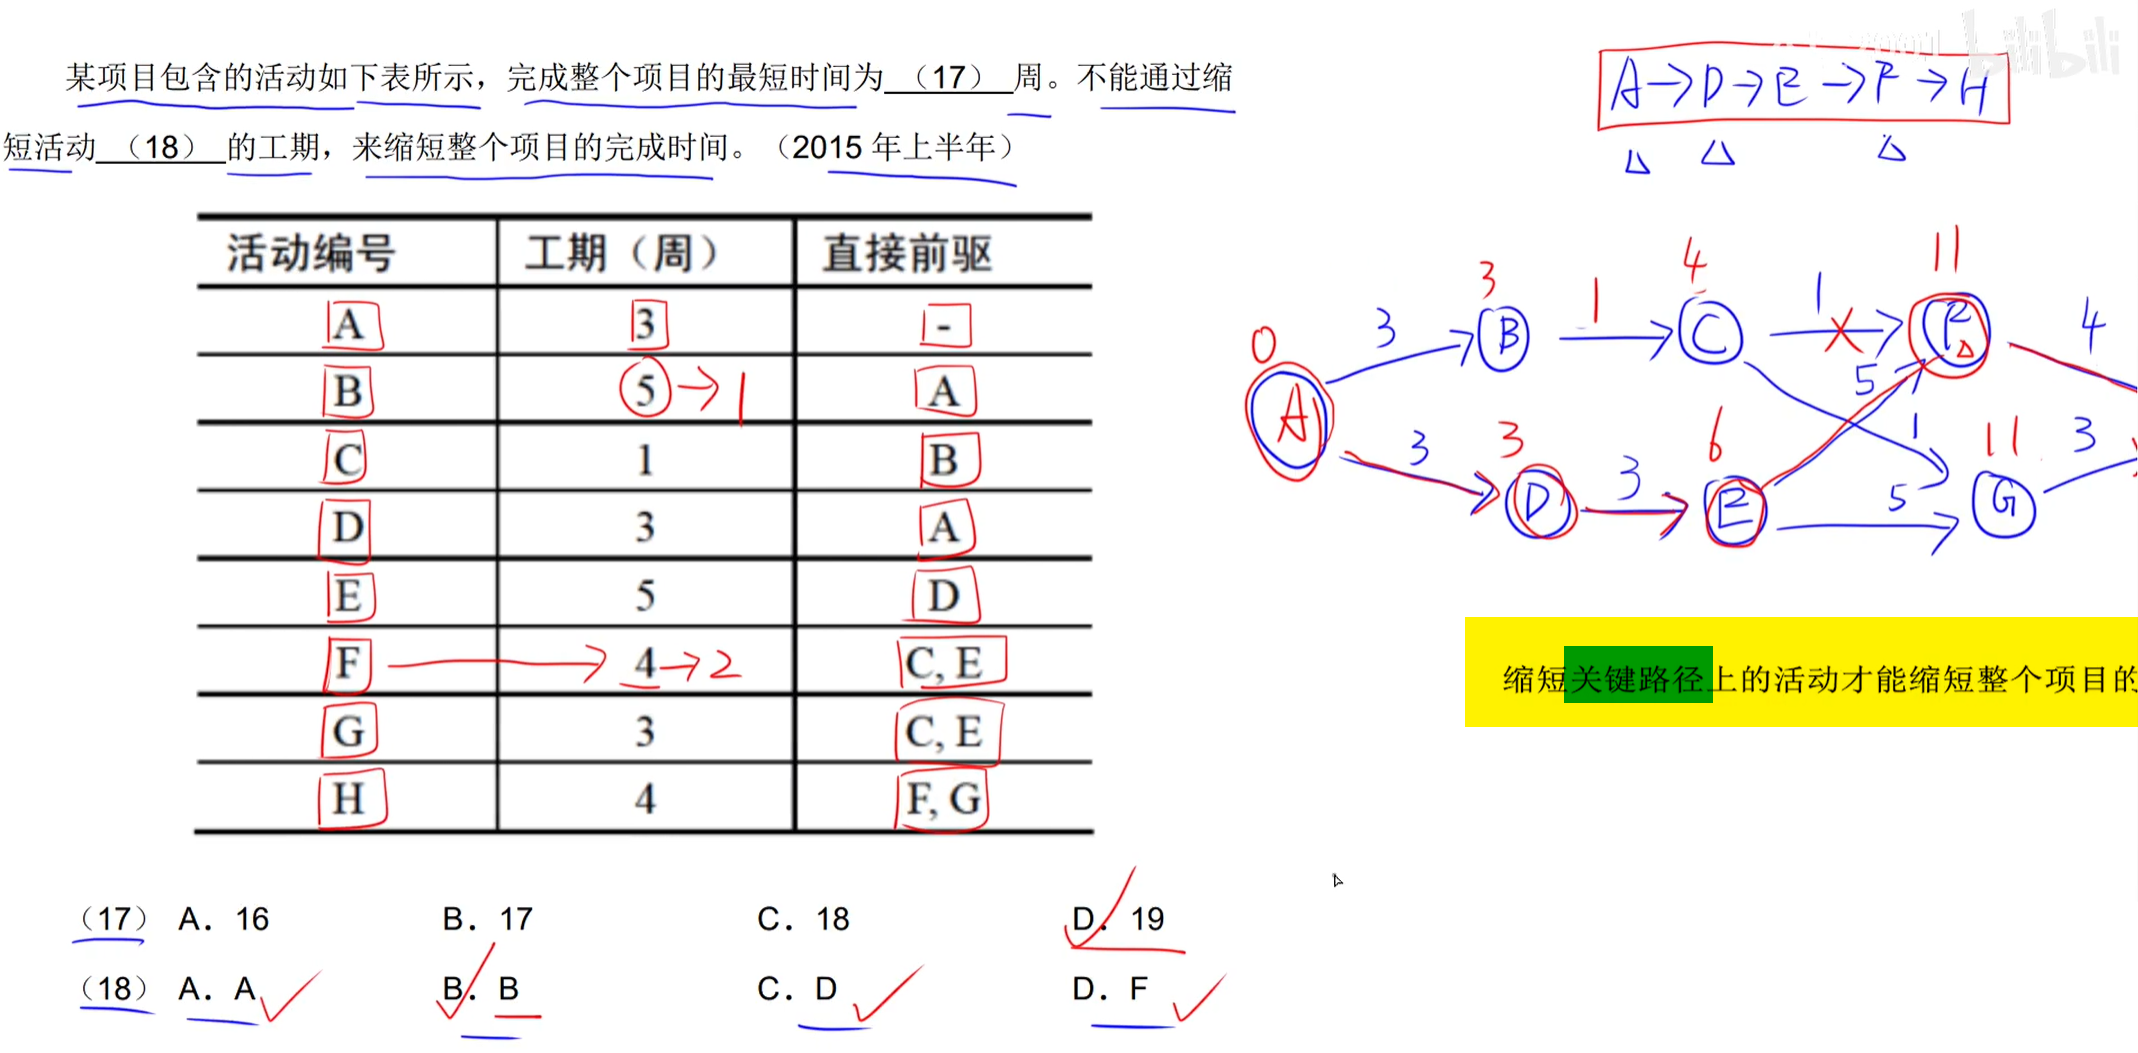 某项目包含的活动如下表所示，完成整个项目的最短时间为（17）周。不能通过缩
短活动（18）的工期，来缩短整个项目的完成时间。（2015 年上半年）
活动编号 工期（周） 直接前驱
A 3 -
B 5 →1 A
C 1 B
D 3 A
E 5 D
F → 4→2 C, E
G 3 C, E
H 4 F, G
（17） A．16 B．17 C．18 D．19
（18） A．A B．B C．D D．F
bilibili
A→D→E→F→H
0 3 4 11
A 3 B 1 C 1 F 4
3 3 6 5 1 11 3
D 3 E 5 G
缩短关键路径上的活动才能缩短整个项目的